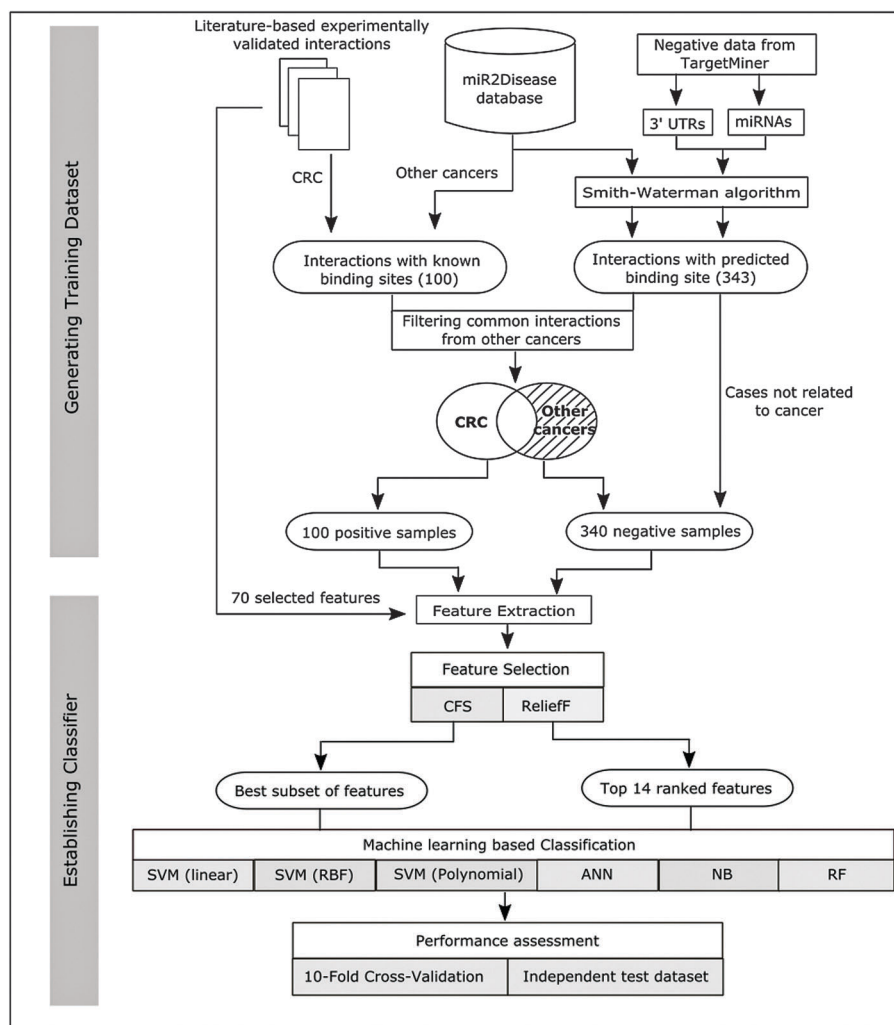 Generating Training Dataset
Literature-based experimentally
validated interactions
miR2Disease
database
Negative data from
TargetMiner
3' UTRs
miRNAs
CRC
Other cancers
Smith-Waterman algorithm
Interactions with known
binding sites (100)
Interactions with predicted
binding site (343)
Filtering common interactions
from other cancers
CRC
Other
cancers
Cases not related
to cancer
100 positive samples
340 negative samples
Establishing Classifier
70 selected features
Feature Extraction
Feature Selection
CFS
ReliefF
Best subset of features
Top 14 ranked features
Machine learning based Classification
SVM (linear)
SVM (RBF)
SVM (Polynomial)
ANN
NB
RF
Performance assessment
10-Fold Cross-Validation
Independent test dataset